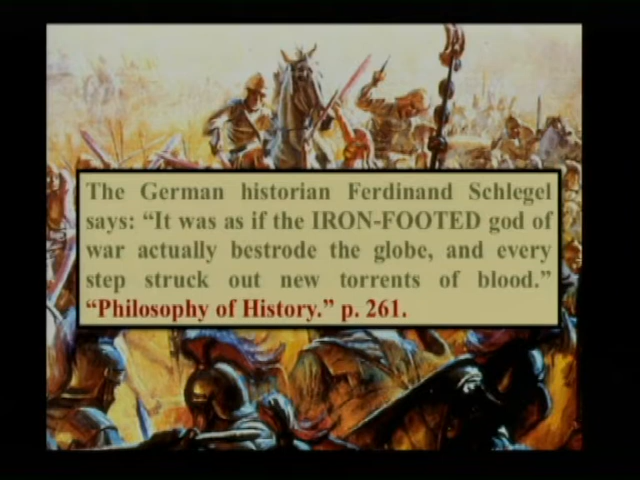 The German historian Ferdinand Schlegel
says: “It was as if the IRON-FOOTED god of
war actually bestrode the globe, and every
step struck out new torrents of blood.”
“Philosophy of History.” p. 261.